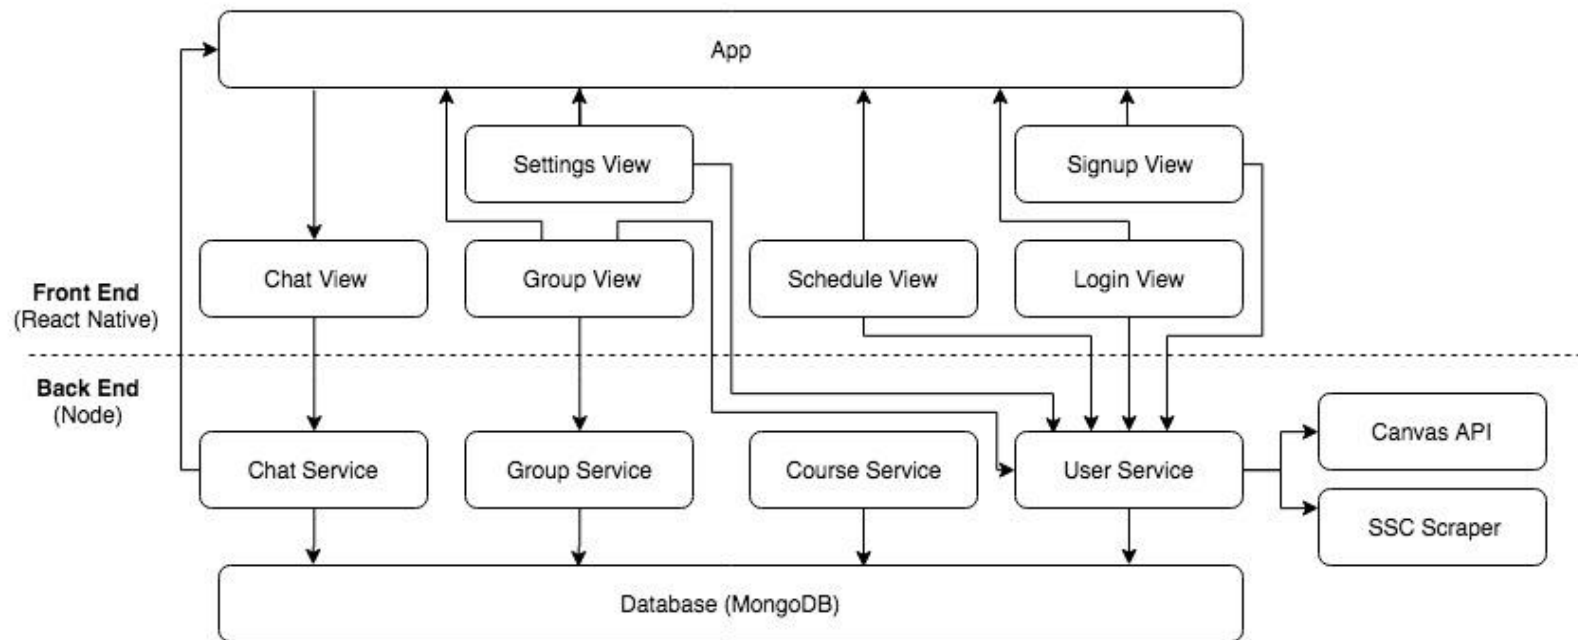 App
Settings View
Signup View
Chat View
Group View
Schedule View
Login View
Front End
(React Native)
Back End
(Node)
Chat Service
Group Service
Course Service
User Service
Canvas API
SSC Scraper
Database (MongoDB)